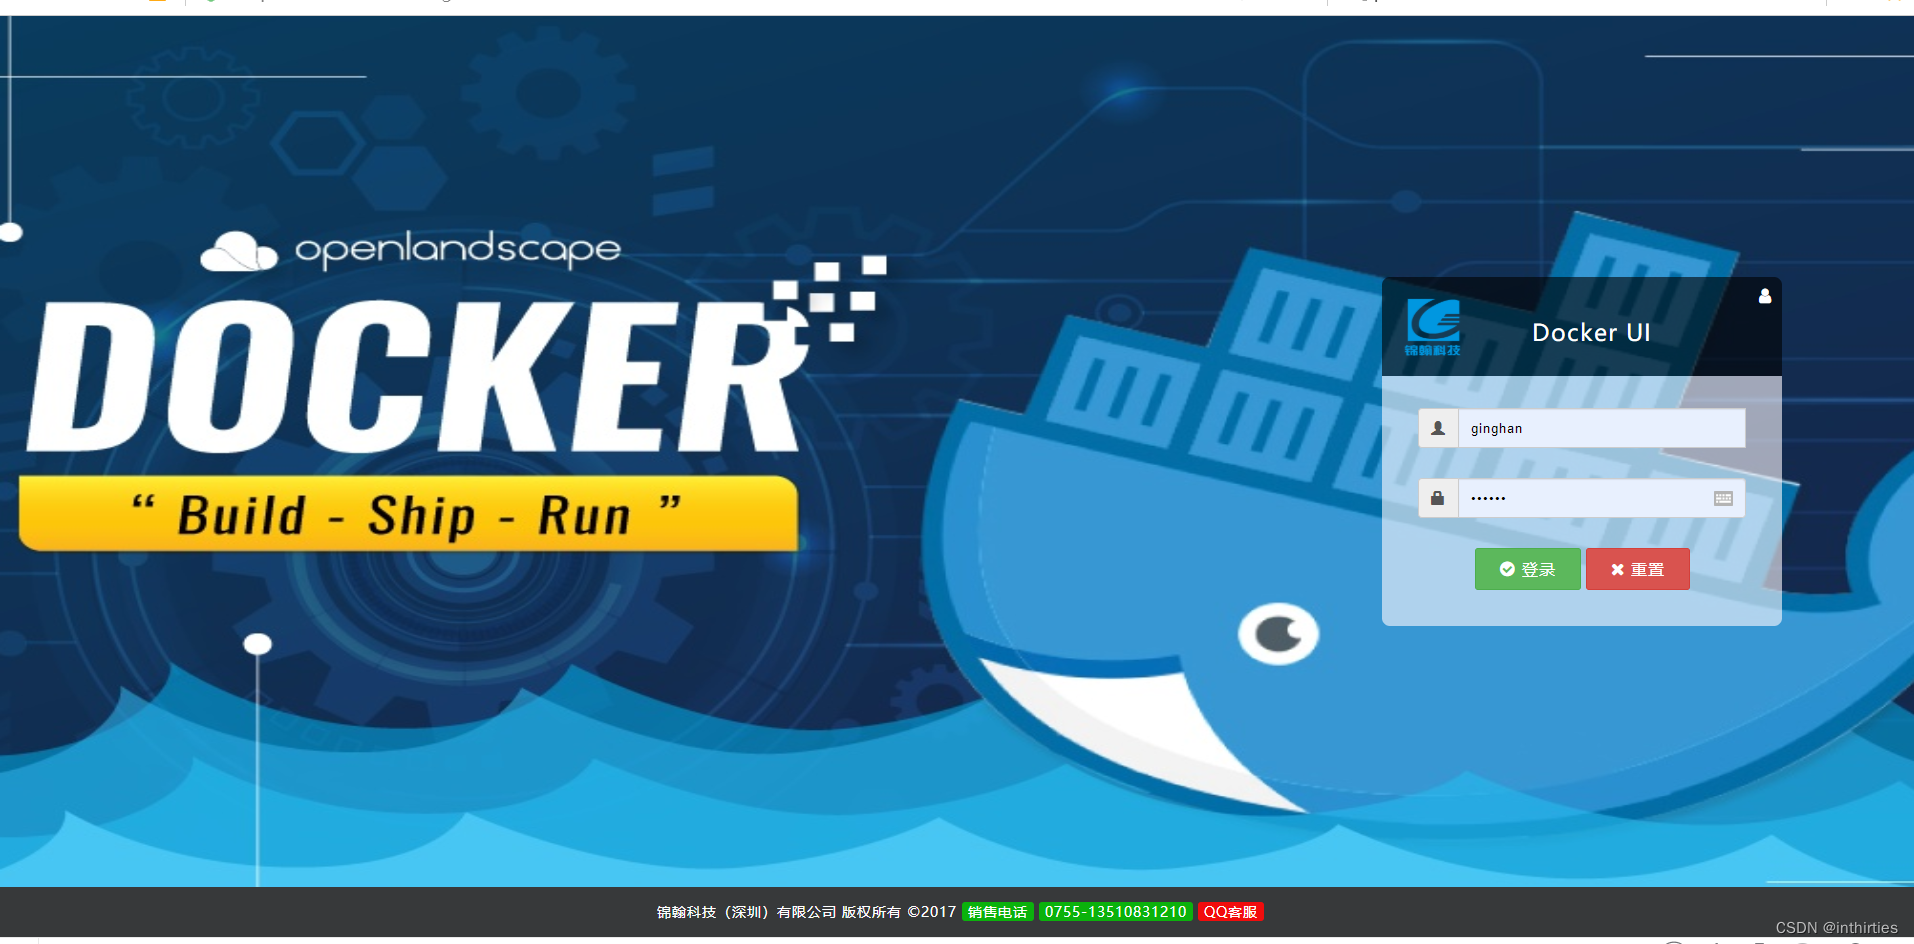 openlandscape
DOCKER
“ Build - Ship - Run ”
锦翰科技
Docker UI
ginghan
••••••
登录 重置
锦翰科技（深圳）有限公司 版权所有 ©2017 销售电话 0755-13510831210 QQ客服
CSDN @inthirties